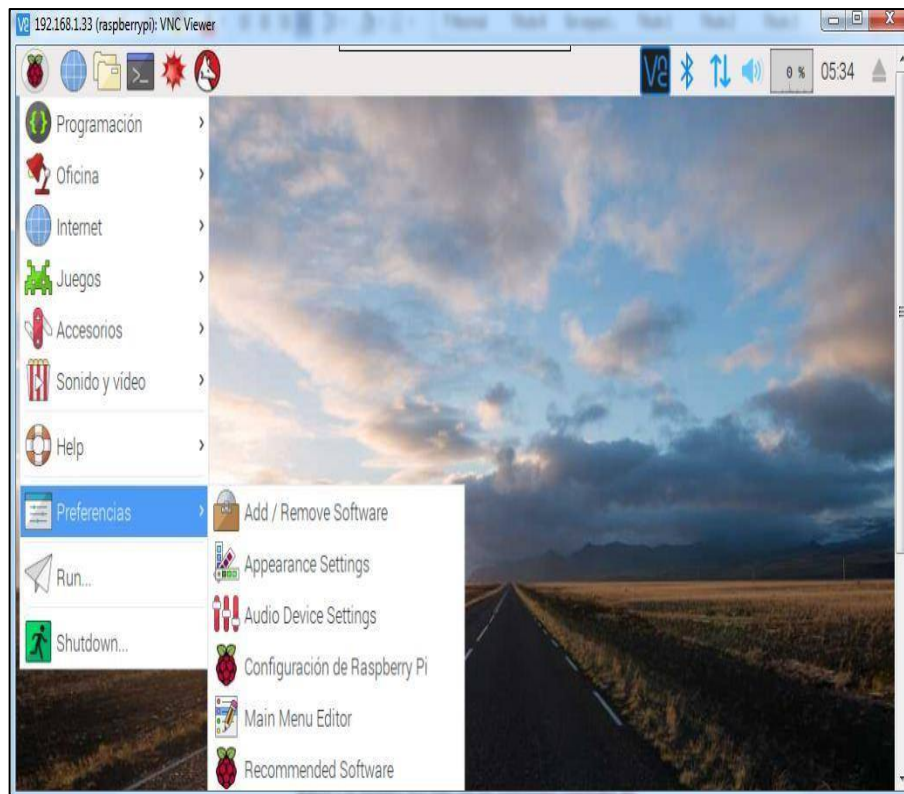 192.168.1.33 (raspberrypi): VNC Viewer
0 % 05:34
Programación
Oficina
Internet
Juegos
Accesorios
Sonido y vídeo
Help
Preferencias
Run...
Shutdown...
Add / Remove Software
Appearance Settings
Audio Device Settings
Configuración de Raspberry Pi
Main Menu Editor
Recommended Software